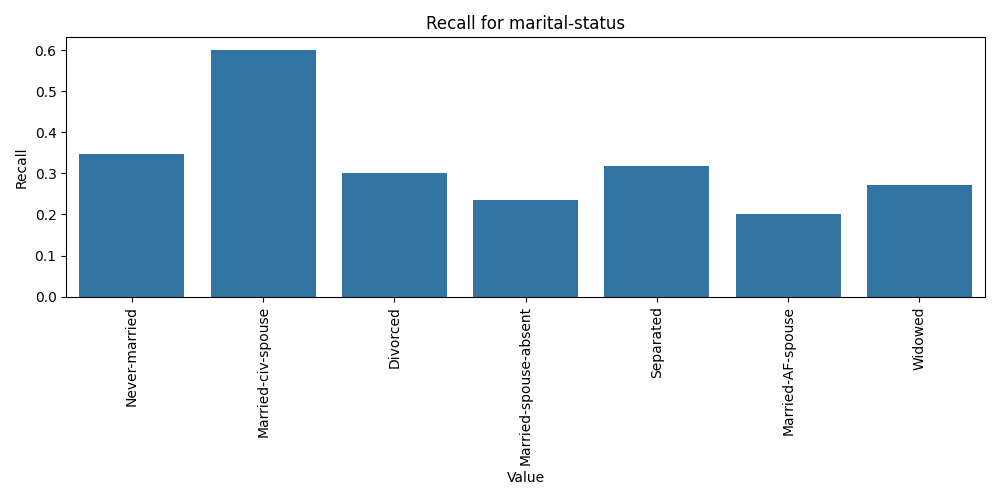 Recall for marital-status
Recall
0.6
0.5
0.4
0.3
0.2
0.1
0.0
Never-married
Married-civ-spouse
Divorced
Married-spouse-absent
Separated
Married-AF-spouse
Widowed
Value